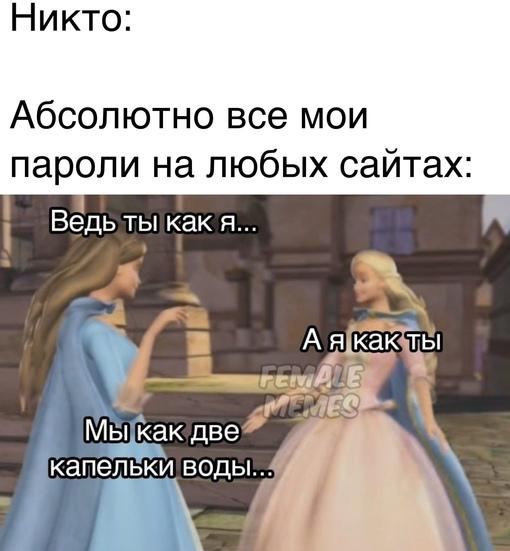 Никто:
Абсолютно все мои
пароли на любых сайтах:
Ведь ты как я...
А я как ты
FEMALE
MEMES
Мы как две
капельки воды...